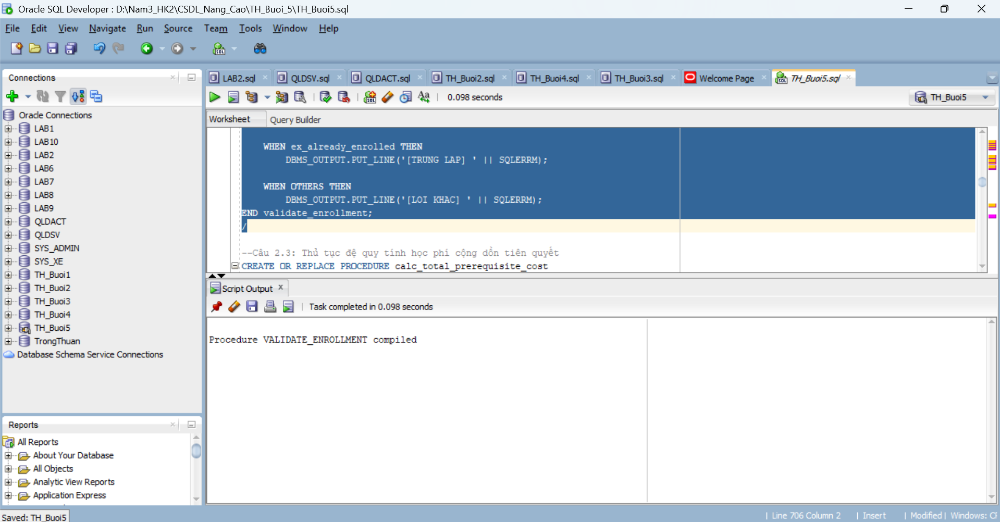 Oracle SQL Developer : D:\Nam3_HK2\CSDL_Nang_Cao\TH_Buoi_5\TH_Buoi5.sql
File Edit View Navigate Run Source Team Tools Window Help
Connections
Oracle Connections
LAB1
LAB10
LAB2
LAB6
LAB7
LAB8
LAB9
QLDACT
QLDSV
SYS_ADMIN
SYS_XE
TH_Buoi1
TH_Buoi2
TH_Buoi3
TH_Buoi4
TH_Buoi5
TrongThuan
Database Schema Service Connections
Reports
All Reports
About Your Database
All Objects
Analytic View Reports
Application Express
LAB2.sql QLDSV.sql QLDACT.sql TH_Buoi2.sql TH_Buoi4.sql TH_Buoi3.sql Welcome Page TH_Buoi5.sql
0.098 seconds
TH_Buoi5
Worksheet Query Builder
WHEN ex_already_enrolled THEN
DBMS_OUTPUT.PUT_LINE('[TRUNG LAP] ' || SQLERRM);
WHEN OTHERS THEN
DBMS_OUTPUT.PUT_LINE('[LOI KHAC] ' || SQLERRM);
END validate_enrollment;
/
--Câu 2.3: Thủ tục đệ quy tính học phí cộng dồn tiên quyết
CREATE OR REPLACE PROCEDURE calc_total_prerequisite_cost
Script Output
Task completed in 0.098 seconds
Procedure VALIDATE_ENROLLMENT compiled
Saved: TH_Buoi5
| Line 706 Column 2 | Insert | Modified | Windows: CF